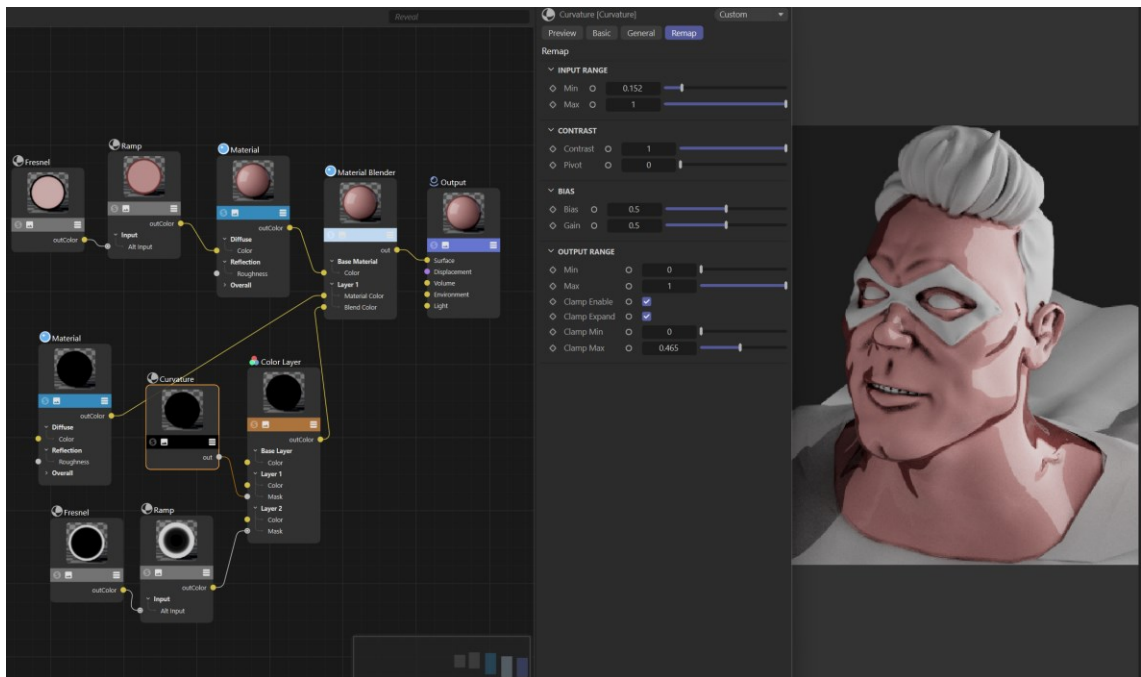 Reveal
Fresnel
outColor
Ramp
outColor
Input
Alt Input
Material
outColor
Diffuse
Color
Reflection
Roughness
Overall
Material Blender
out
Base Material
Color
Layer 1
Material Color
Blend Color
Output
Surface
Displacement
Volume
Environment
Light
Material
outColor
Diffuse
Color
Reflection
Roughness
Overall
Curvature
out
Color Layer
outColor
Base Layer
Color
Layer 1
Color
Mask
Layer 2
Color
Mask
Fresnel
outColor
Ramp
outColor
Input
Alt Input
Curvature [Curvature] Custom
Preview Basic General Remap
Remap
INPUT RANGE
Min 0.152
Max 1
CONTRAST
Contrast 1
Pivot 0
BIAS
Bias 0.5
Gain 0.5
OUTPUT RANGE
Min 0
Max 1
Clamp Enable
Clamp Expand
Clamp Min 0
Clamp Max 0.465